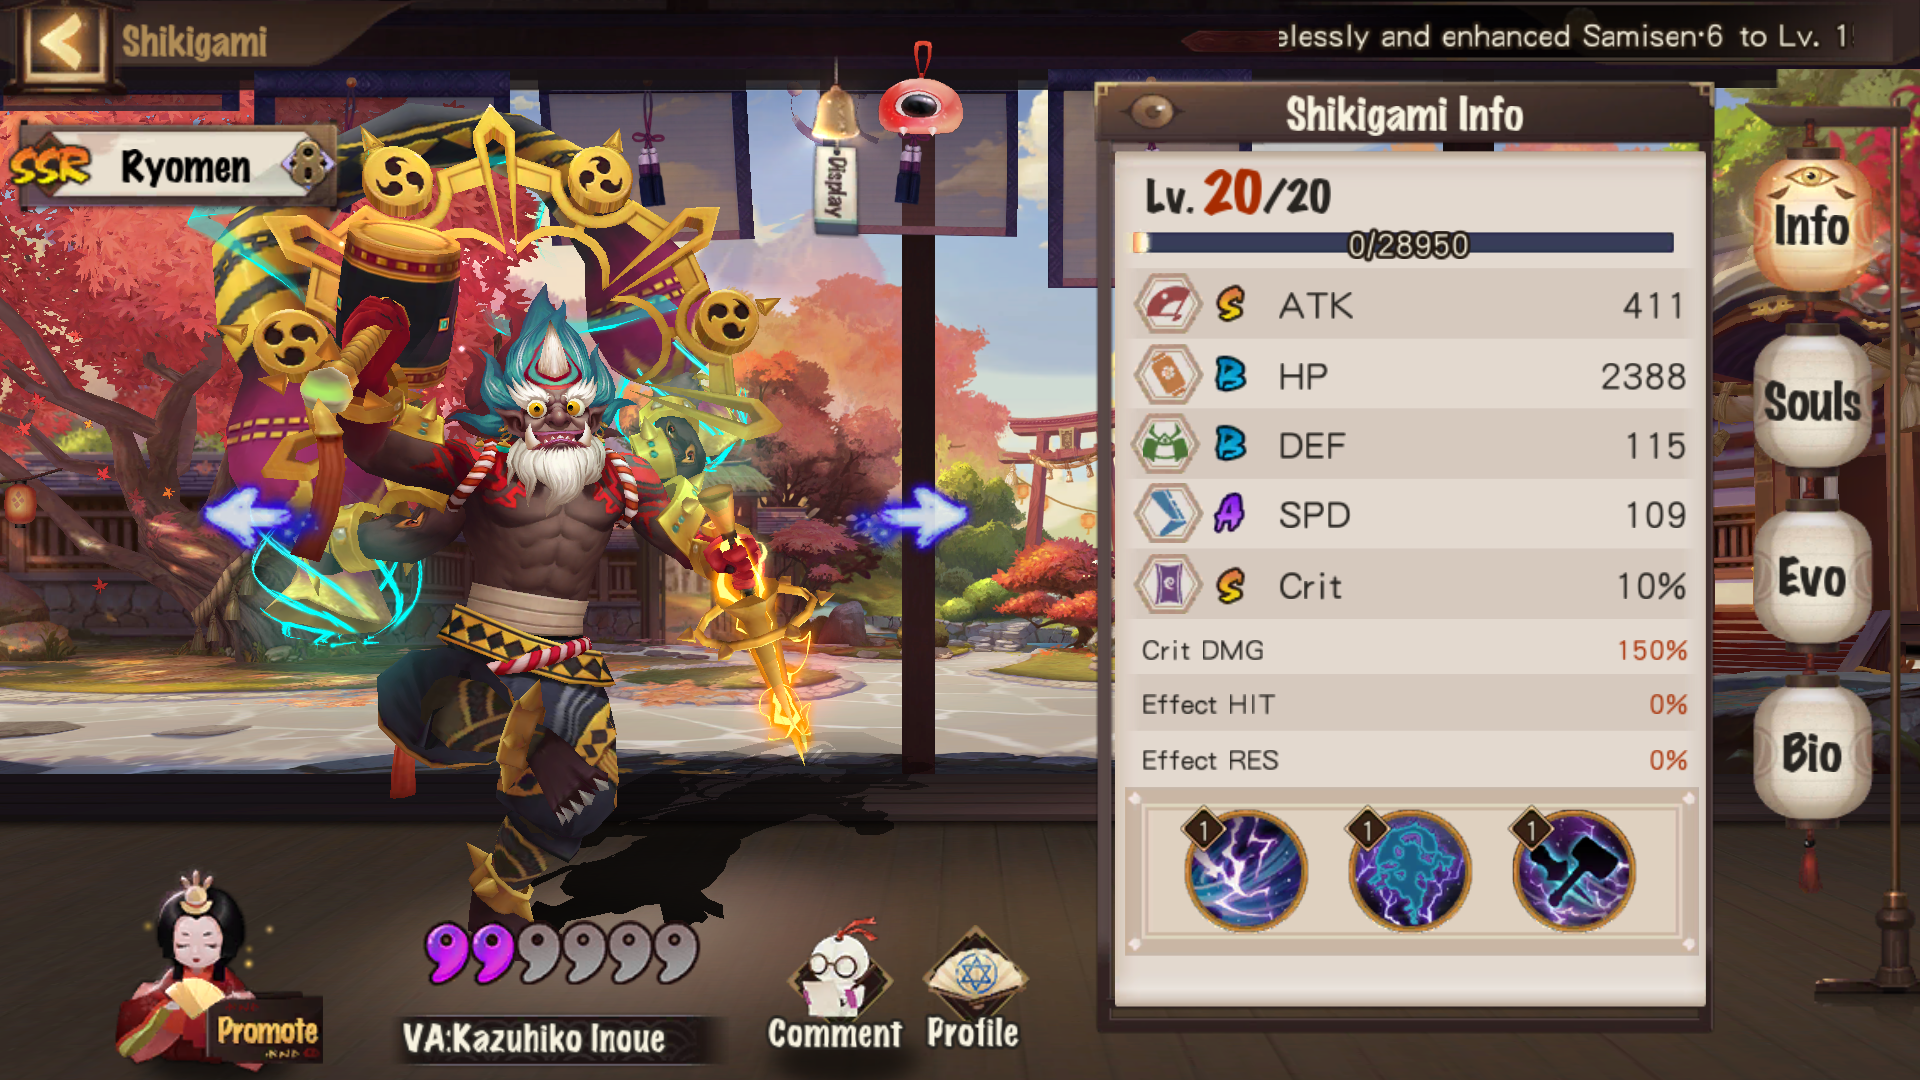 Shikigami
elessly and enhanced Samisen·6 to Lv. 1
SSR Ryomen
Display
Shikigami Info
Lv. 20/20
0/28950
S ATK 411
B HP 2388
B DEF 115
A SPD 109
S Crit 10%
Crit DMG 150%
Effect HIT 0%
Effect RES 0%
1 1 1
Info
Souls
Evo
Bio
Promote
VA:Kazuhiko Inoue
Comment
Profile